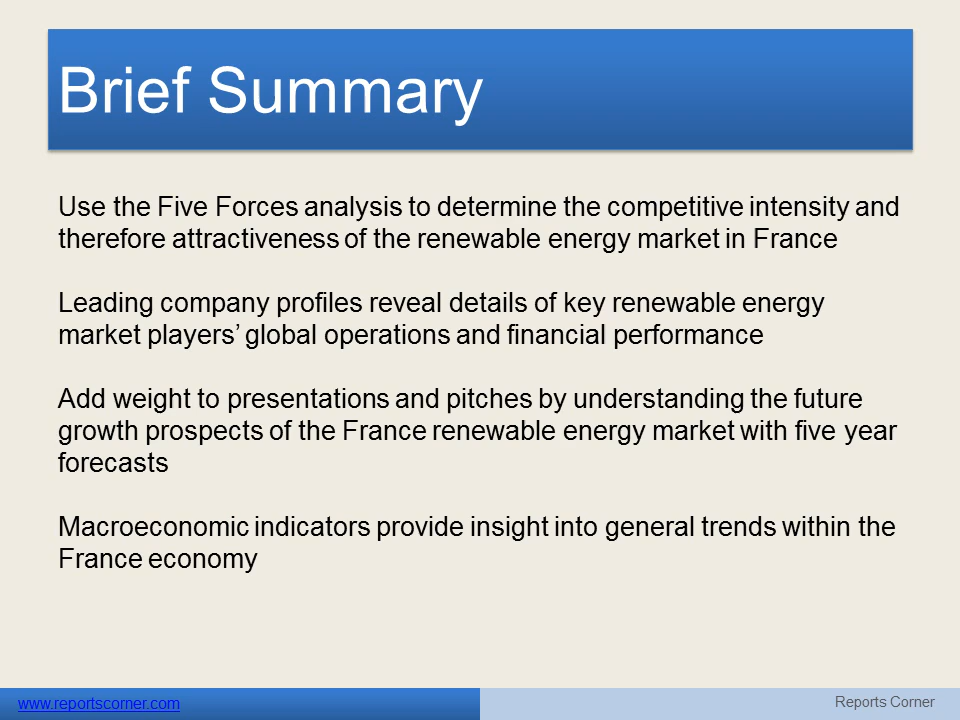 Brief Summary
Use the Five Forces analysis to determine the competitive intensity and
therefore attractiveness of the renewable energy market in France
Leading company profiles reveal details of key renewable energy
market players’ global operations and financial performance
Add weight to presentations and pitches by understanding the future
growth prospects of the France renewable energy market with five year
forecasts
Macroeconomic indicators provide insight into general trends within the
France economy
www.reportscorner.com
Reports Corner